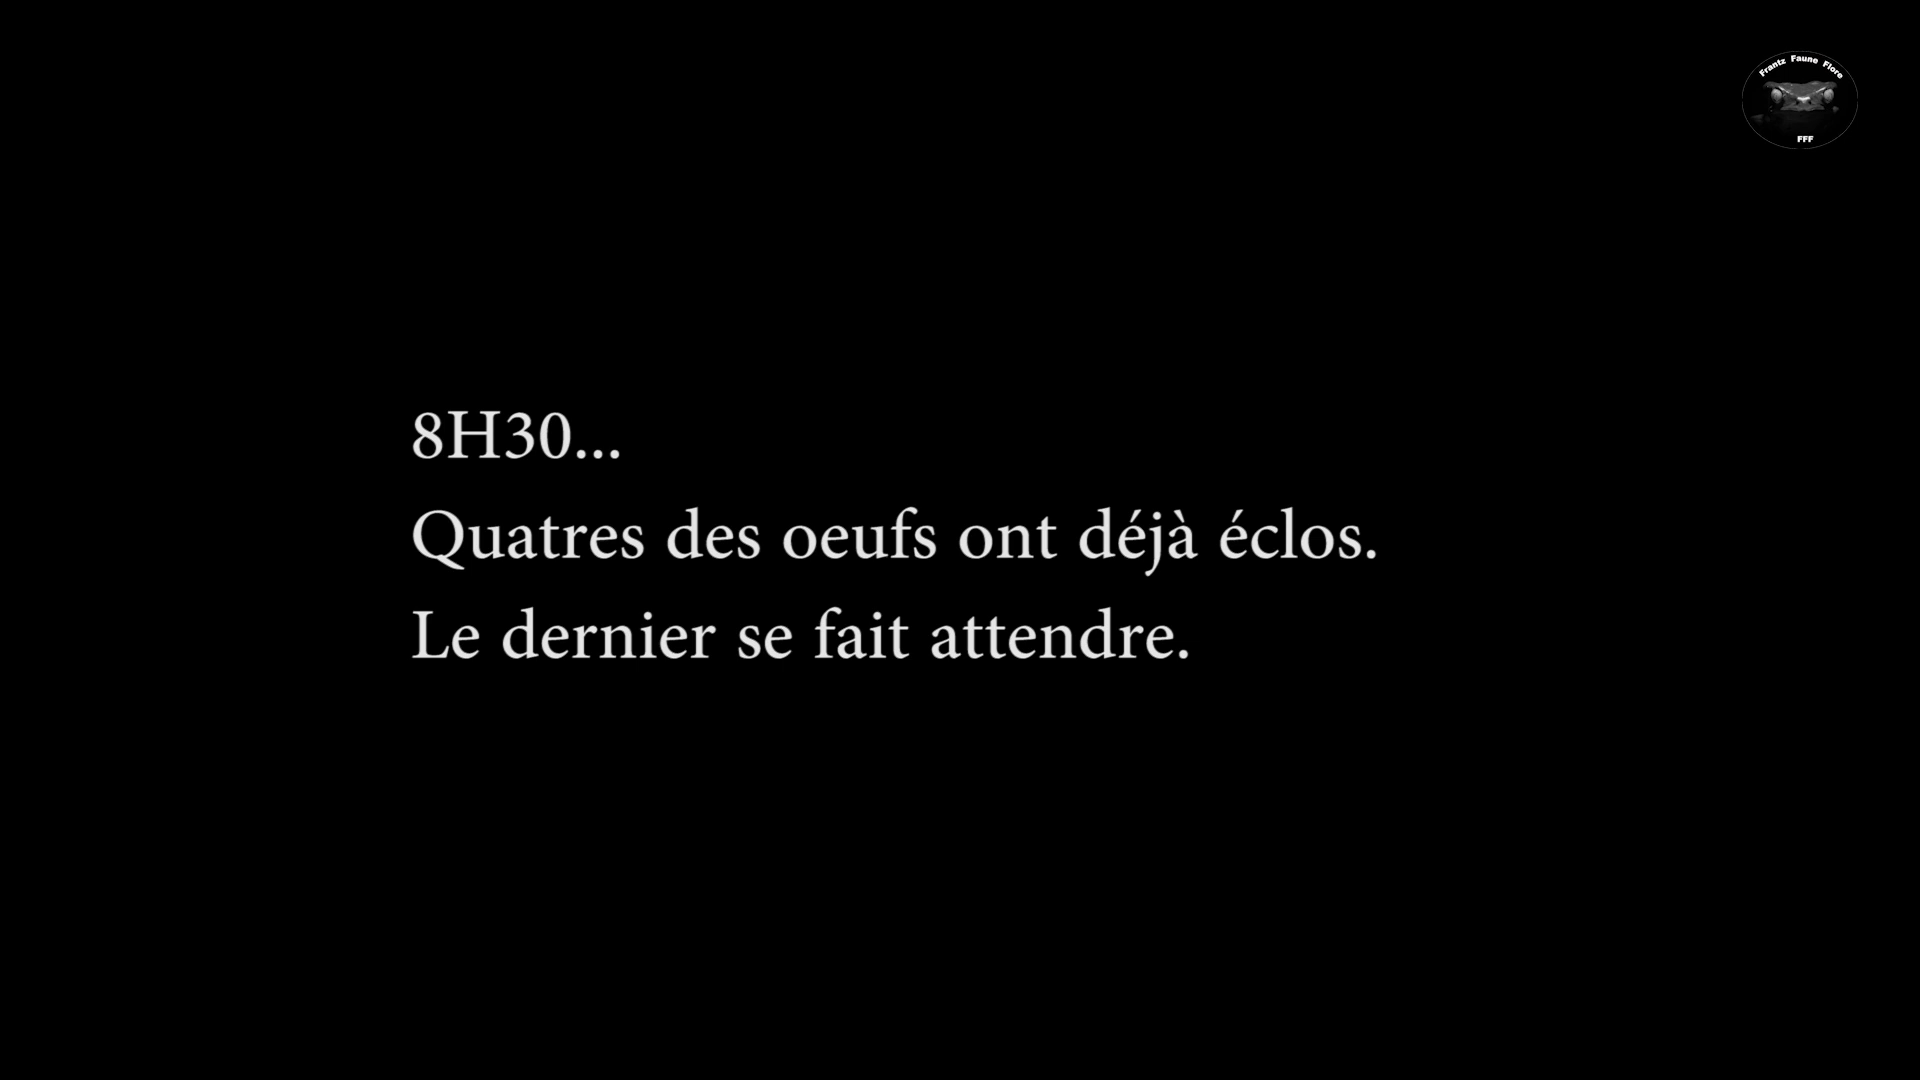 Frantz Faune Flore
FFF
8H30...
Quatres des oeufs ont déjà éclos.
Le dernier se fait attendre.